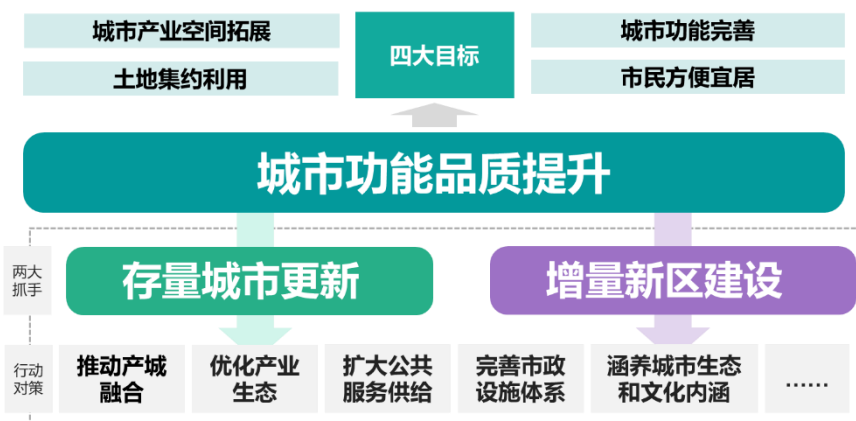 城市产业空间拓展
土地集约利用
四大目标
城市功能完善
市民方便宜居
城市功能品质提升
两大
抓手
存量城市更新
增量新区建设
行动
对策
推动产城
融合
优化产业
生态
扩大公共
服务供给
完善市政
设施体系
涵养城市生态
和文化内涵
……